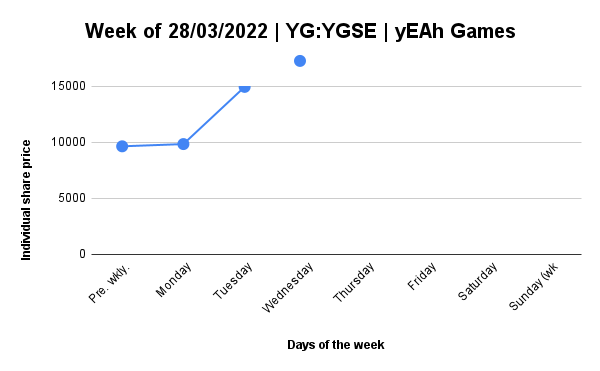 Week of 28/03/2022 | YG:YGSE | yEAh Games
Individual share price
15000
10000
5000
0
Pre. wkly.
Monday
Tuesday
Wednesday
Thursday
Friday
Saturday
Sunday (wk
Days of the week